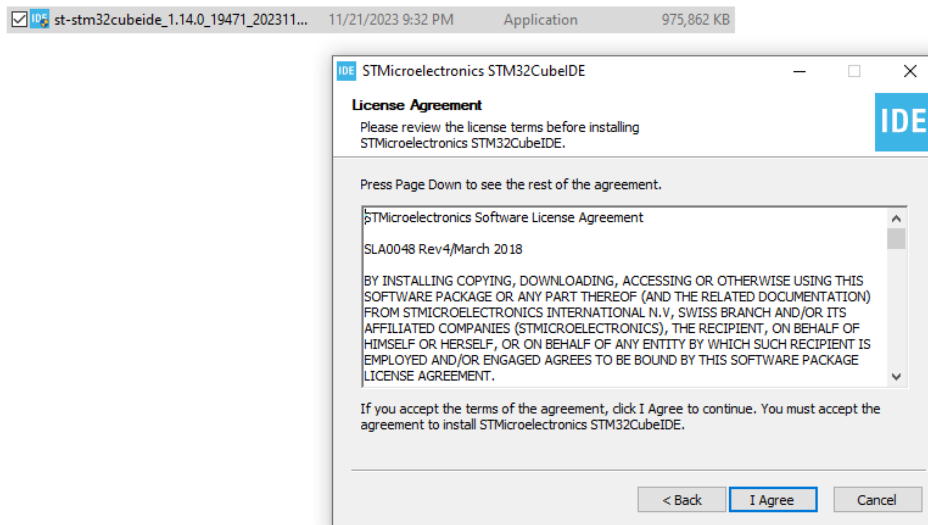 IDE st-stm32cubeide_1.14.0_19471_202311... 11/21/2023 9:32 PM Application 975,862 KB
IDE STMicroelectronics STM32CubeIDE
License Agreement
Please review the license terms before installing
STMicroelectronics STM32CubeIDE.
IDE
Press Page Down to see the rest of the agreement.
STMicroelectronics Software License Agreement
SLA0048 Rev4/March 2018
BY INSTALLING COPYING, DOWNLOADING, ACCESSING OR OTHERWISE USING THIS
SOFTWARE PACKAGE OR ANY PART THEREOF (AND THE RELATED DOCUMENTATION)
FROM STMICROELECTRONICS INTERNATIONAL N.V, SWISS BRANCH AND/OR ITS
AFFILIATED COMPANIES (STMICROELECTRONICS), THE RECIPIENT, ON BEHALF OF
HIMSELF OR HERSELF, OR ON BEHALF OF ANY ENTITY BY WHICH SUCH RECIPIENT IS
EMPLOYED AND/OR ENGAGED AGREES TO BE BOUND BY THIS SOFTWARE PACKAGE
LICENSE AGREEMENT.
If you accept the terms of the agreement, click I Agree to continue. You must accept the
agreement to install STMicroelectronics STM32CubeIDE.
< Back I Agree Cancel